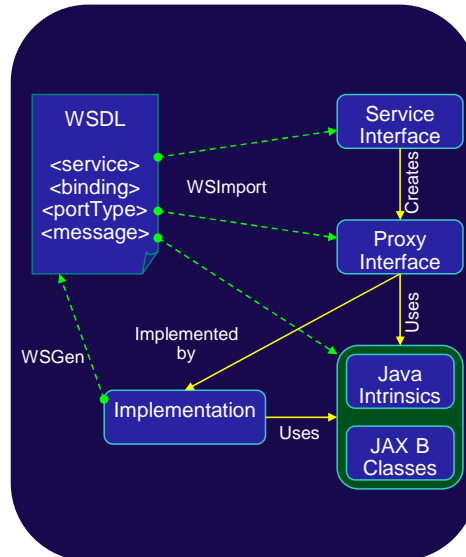 WSDL
<service>
<binding>
<portType>
<message>
WSImport
Service
Interface
Creates
Proxy
Interface
Uses
Implemented
by
WSGen
Implementation
Uses
Java
Intrinsics
JAX B
Classes